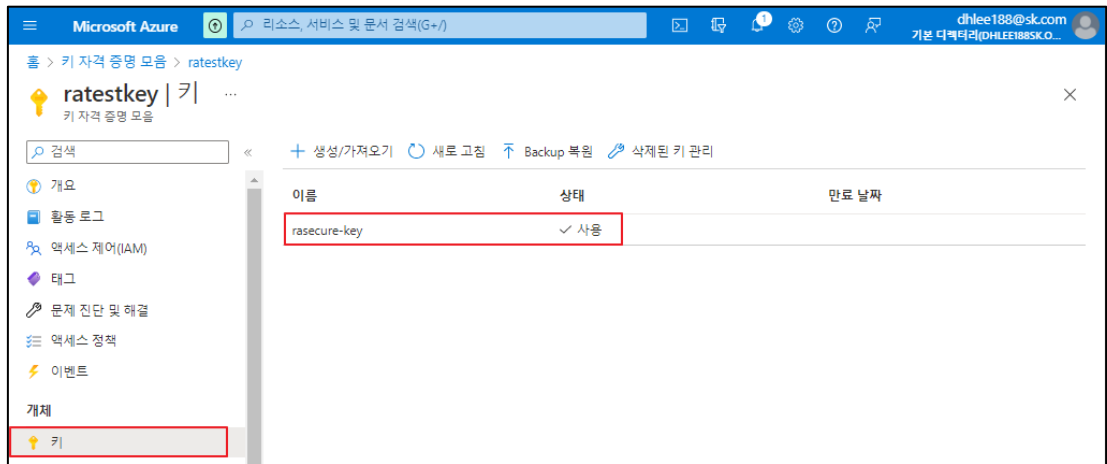 Microsoft Azure
리소스, 서비스 및 문서 검색(G+/)
1
dhlee188@sk.com
기본 디렉터리(DHLEE188SK.O...
홈 > 키 자격 증명 모음 > ratestkey
ratestkey | 키 ...
키 자격 증명 모음
검색
«
생성/가져오기 새로 고침 Backup 복원 삭제된 키 관리
개요
활동 로그
액세스 제어(IAM)
태그
문제 진단 및 해결
액세스 정책
이벤트
개체
키
이름 상태 만료 날짜
rasecure-key ✓ 사용